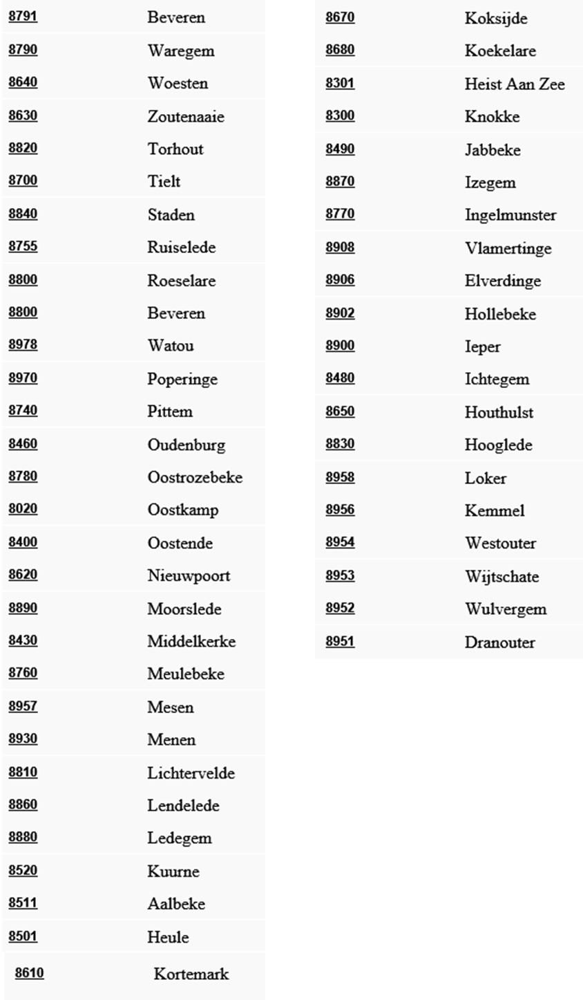 8791 Beveren
8790 Waregem
8640 Woesten
8630 Zoutenaaie
8820 Torhout
8700 Tielt
8840 Staden
8755 Ruiselede
8800 Roeselare
8800 Beveren
8978 Watou
8970 Poperinge
8740 Pittem
8460 Oudenburg
8780 Oostrozebeke
8020 Oostkamp
8400 Oostende
8620 Nieuwpoort
8890 Moorslede
8430 Middelkerke
8760 Meulebeke
8957 Mesen
8930 Menen
8810 Lichtervelde
8860 Lendelede
8880 Ledegem
8520 Kuurne
8511 Aalbeke
8501 Heule
8610 Kortemark
8670 Koksijde
8680 Koekelare
8301 Heist Aan Zee
8300 Knokke
8490 Jabbeke
8870 Izegem
8770 Ingelmunster
8908 Vlamertinge
8906 Elverdinge
8902 Hollebeke
8900 Ieper
8480 Ichtegem
8650 Houthulst
8830 Hooglede
8958 Loker
8956 Kemmel
8954 Westouter
8953 Wijtschate
8952 Wulvergem
8951 Dranouter